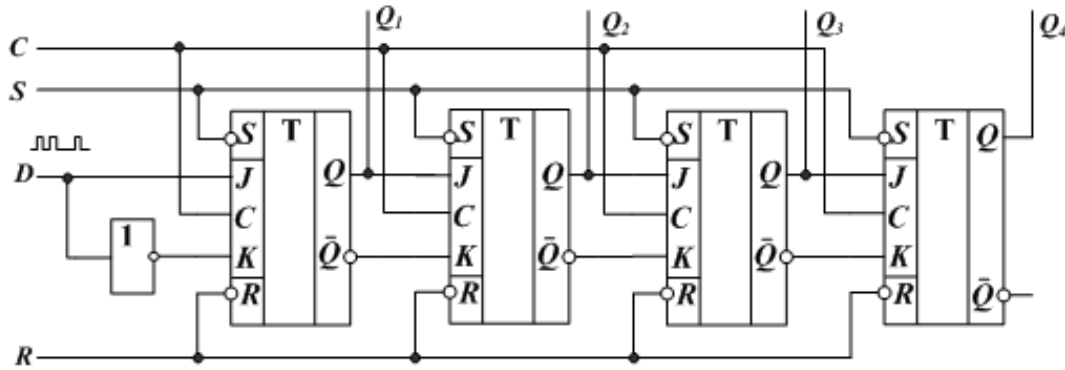 Q₁ Q₂ Q₃ Q₄
C
S
T T T T
S S S S
Q Q Q Q
D J J J J
C C C C
1
K Q̄ K Q̄ K Q̄ K
R R R R Q̄
R